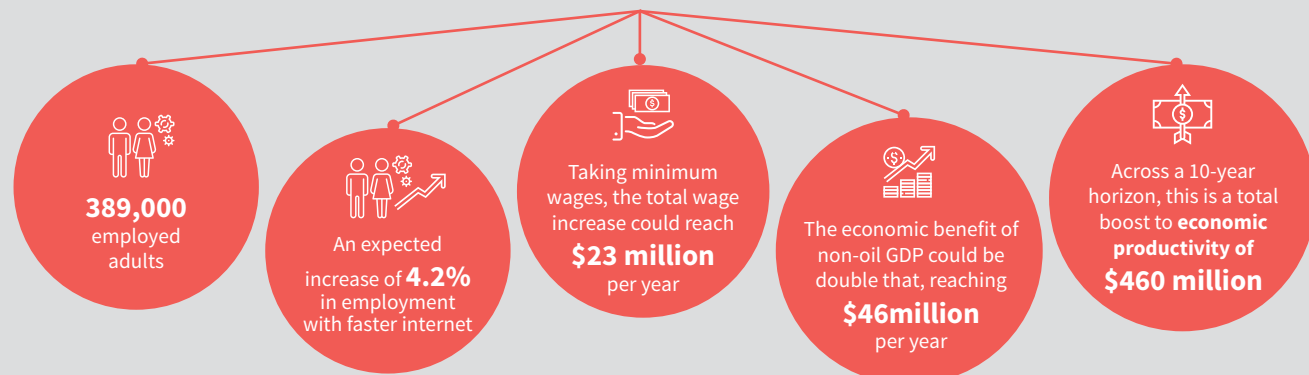 389,000
employed
adults
An expected
increase of 4.2%
in employment
with faster internet
Taking minimum
wages, the total wage
increase could reach
$23 million
per year
The economic benefit of
non-oil GDP could be
double that, reaching
$46million
per year
Across a 10-year
horizon, this is a total
boost to economic
productivity of
$460 million